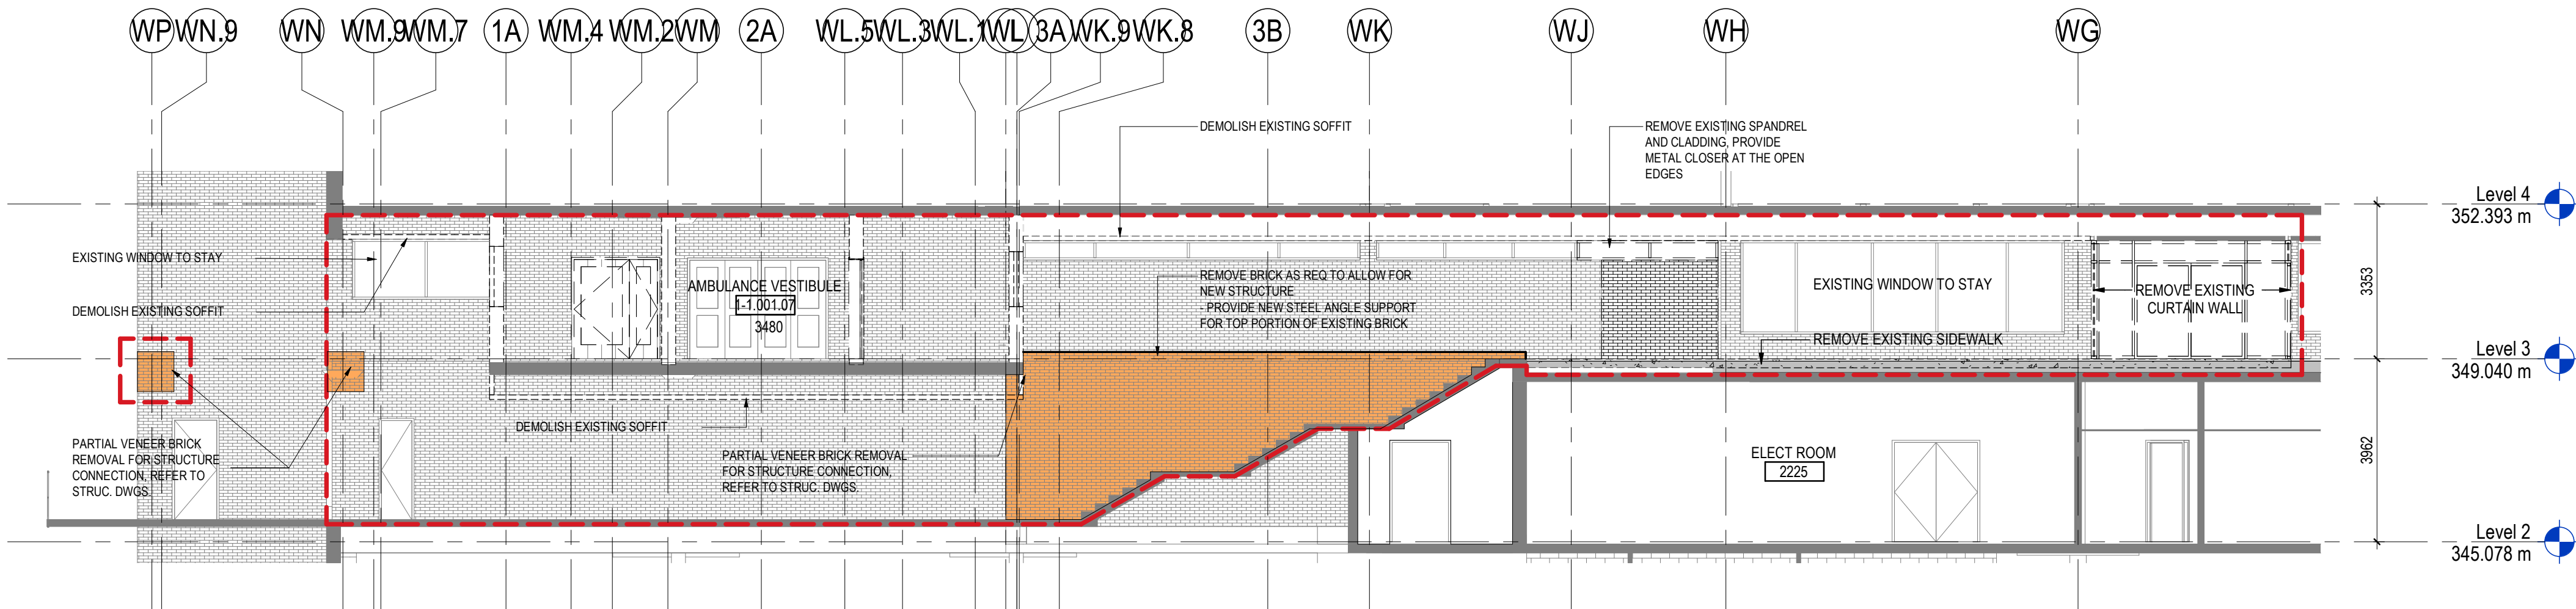 WP
WN.9
WN
WM.9
WM.7
1A
WM.4
WM.2
WM
2A
WL.5
WL.3
WL.1
WL
3A
WK.9
WK.8
3B
WK
WJ
WH
WG
DEMOLISH EXISTING SOFFIT
REMOVE EXISTING SPANDREL
AND CLADDING, PROVIDE
METAL CLOSER AT THE OPEN
EDGES
Level 4
352.393 m
EXISTING WINDOW TO STAY
DEMOLISH EXISTING SOFFIT
AMBULANCE VESTIBULE
1-1.001.07
3480
REMOVE BRICK AS REQ TO ALLOW FOR
NEW STRUCTURE
- PROVIDE NEW STEEL ANGLE SUPPORT
FOR TOP PORTION OF EXISTING BRICK
EXISTING WINDOW TO STAY
REMOVE EXISTING
CURTAIN WALL
3353
REMOVE EXISTING SIDEWALK
Level 3
349.040 m
DEMOLISH EXISTING SOFFIT
PARTIAL VENEER BRICK
REMOVAL FOR STRUCTURE
CONNECTION, REFER TO
STRUC. DWGS.
PARTIAL VENEER BRICK REMOVAL
FOR STRUCTURE CONNECTION,
REFER TO STRUC. DWGS.
ELECT ROOM
2225
3962
Level 2
345.078 m